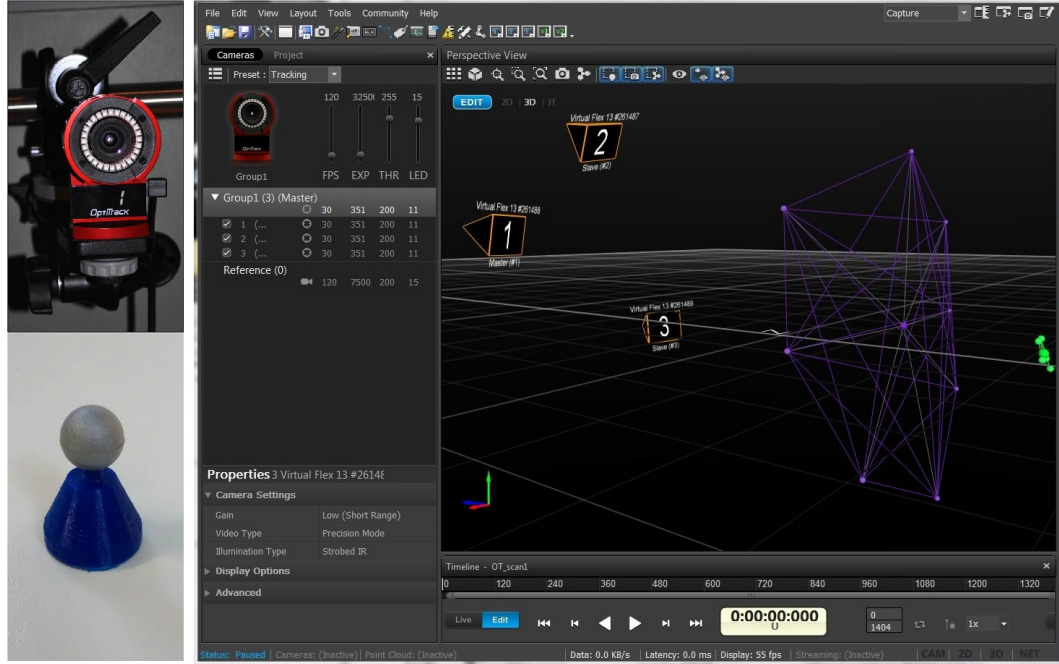 1
OptiTrack
File Edit View Layout Tools Community Help
Capture
Cameras Project
Preset : Tracking
120 3250( 255 15
OptiTrack
Group1 FPS EXP THR LED
Group1 (3) (Master)
30 351 200 11
1 (... 30 351 200 11
2 (... 30 351 200 11
3 (... 30 351 200 11
Reference (0)
120 7500 200 15
Properties 3 Virtual Flex 13 #26148
Camera Settings
Gain Low (Short Range)
Video Type Precision Mode
Illumination Type Strobed IR
Display Options
Advanced
Perspective View
EDIT 2D 3D JT
Virtual Flex 13 #261487
2
Slave (#2)
Virtual Flex 13 #261488
1
Master (#1)
Virtual Flex 13 #261489
3
Slave (#3)
Timeline - OT_scan1
0 120 240 360 480 600 720 840 960 1080 1200 1320
Live Edit 0:00:00:000 0 1x
0 1404
Status: Paused Cameras: (Inactive) Point Cloud: (Inactive) Data: 0.0 KB/s Latency: 0.0 ms Display: 55 fps Streaming: (Inactive) CAM 2D 3D NET